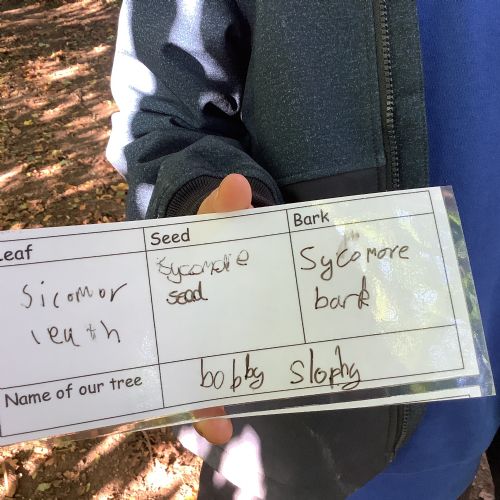 Leaf
Seed
Bark
Sicomor
leuth
Sycomore
seed
Sycomore
bark
Name of our tree
bobby slophy